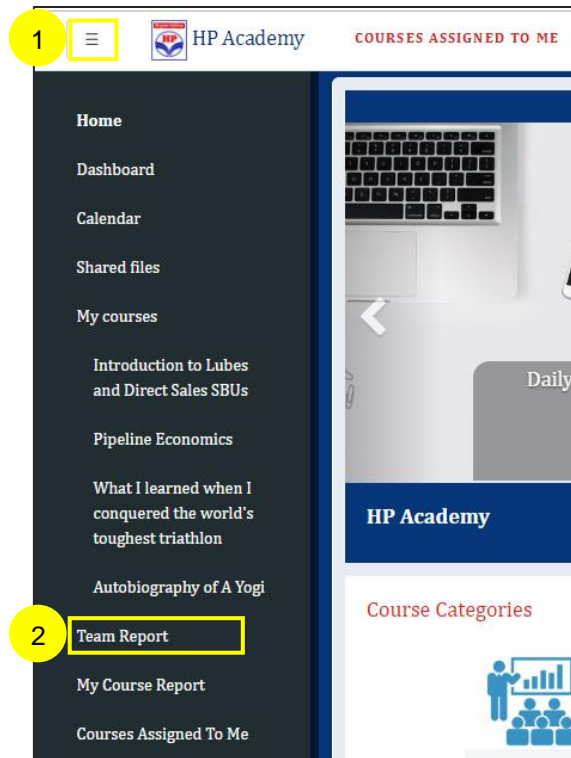 1
HP
HP Academy
COURSES ASSIGNED TO ME
Home
Dashboard
Calendar
Shared files
My courses
Introduction to Lubes
and Direct Sales SBUs
Pipeline Economics
What I learned when I
conquered the world's
toughest triathlon
Autobiography of A Yogi
2
Team Report
My Course Report
Courses Assigned To Me
Daily
HP Academy
Course Categories